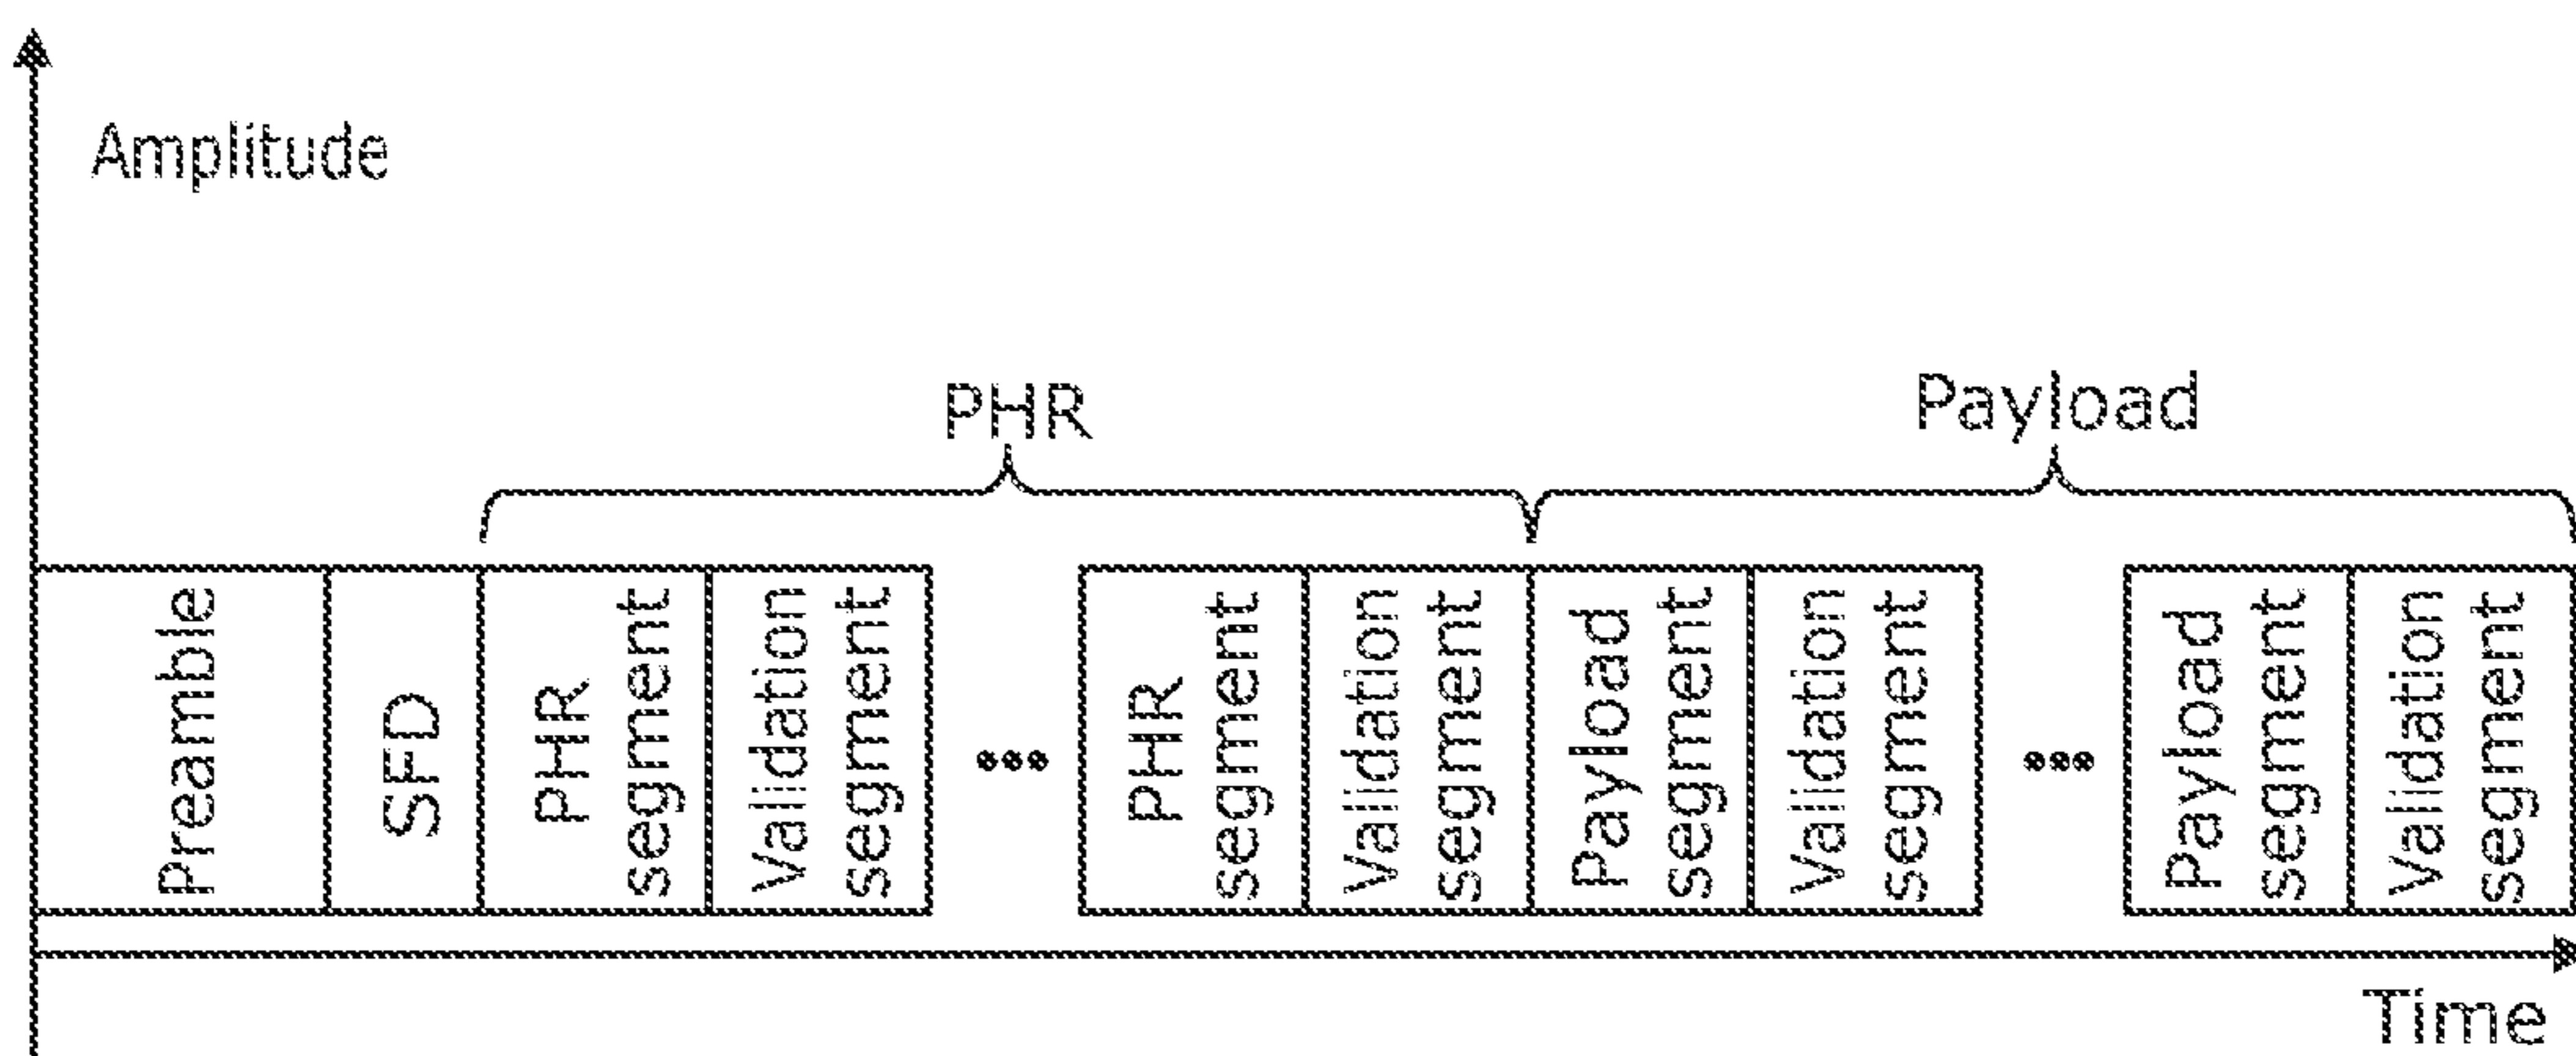 Amplitude
PHR
Payload
Preamble
SFD
PHR
segment
Validation
segment
PHR
segment
Validation
segment
Payload
segment
Validation
segment
Payload
segment
Validation
segment
Time